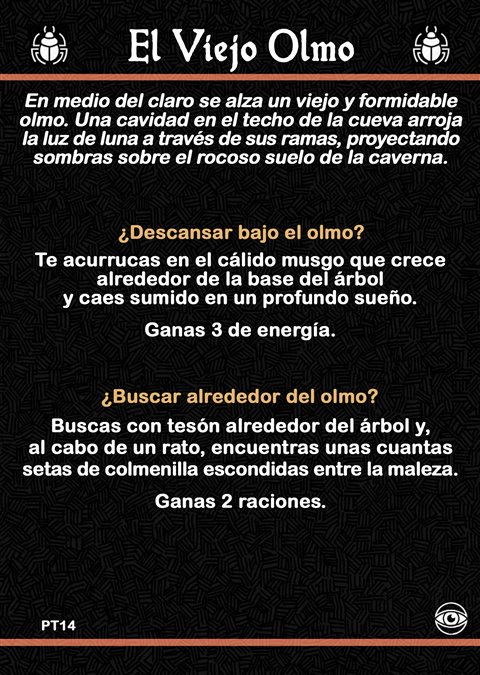 El Viejo Olmo
En medio del claro se alza un viejo y formidable
olmo. Una cavidad en el techo de la cueva arroja
la luz de luna a través de sus ramas, proyectando
sombras sobre el rocoso suelo de la caverna.
¿Descansar bajo el olmo?
Te acurrucas en el cálido musgo que crece
alrededor de la base del árbol
y caes sumido en un profundo sueño.
Ganas 3 de energía.
¿Buscar alrededor del olmo?
Buscas con tesón alrededor del árbol y,
al cabo de un rato, encuentras unas cuantas
setas de colmenilla escondidas entre la maleza.
Ganas 2 raciones.
PT14